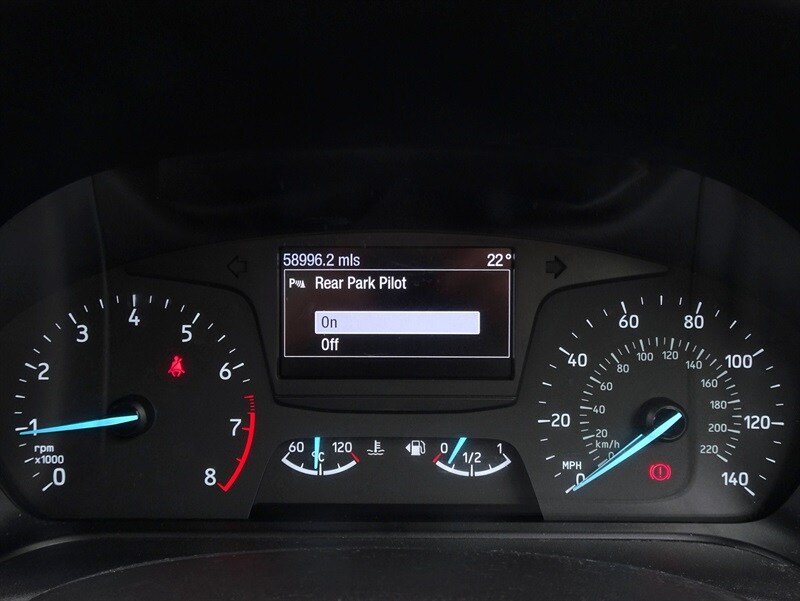 58996.2 mls 22°
P Rear Park Pilot
On
Off
0 1 2 3 4 5 6 7 8
rpm
x1000
60 °C 120
0 1/2 1
0 20 40 60 80 100 120 140
MPH
0 20 40 60 80 100 120 140 160 180 200 220
km/h